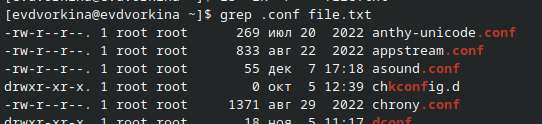 [evdvorkina@evdvorkina ~]$ grep .conf file.txt
-rw-r--r--. 1 root root 269 июл 20 2022 anthy-unicode.conf
-rw-r--r--. 1 root root 833 авг 22 2022 appstream.conf
-rw-r--r--. 1 root root 55 дек 7 17:18 asound.conf
drwxr-xr-x. 1 root root 0 окт 5 12:39 chkconfig.d
-rw-r--r--. 1 root root 1371 авг 29 2022 chrony.conf
drwxr-xr-x. 1 root root 18 ноя 5 11:17 dconf